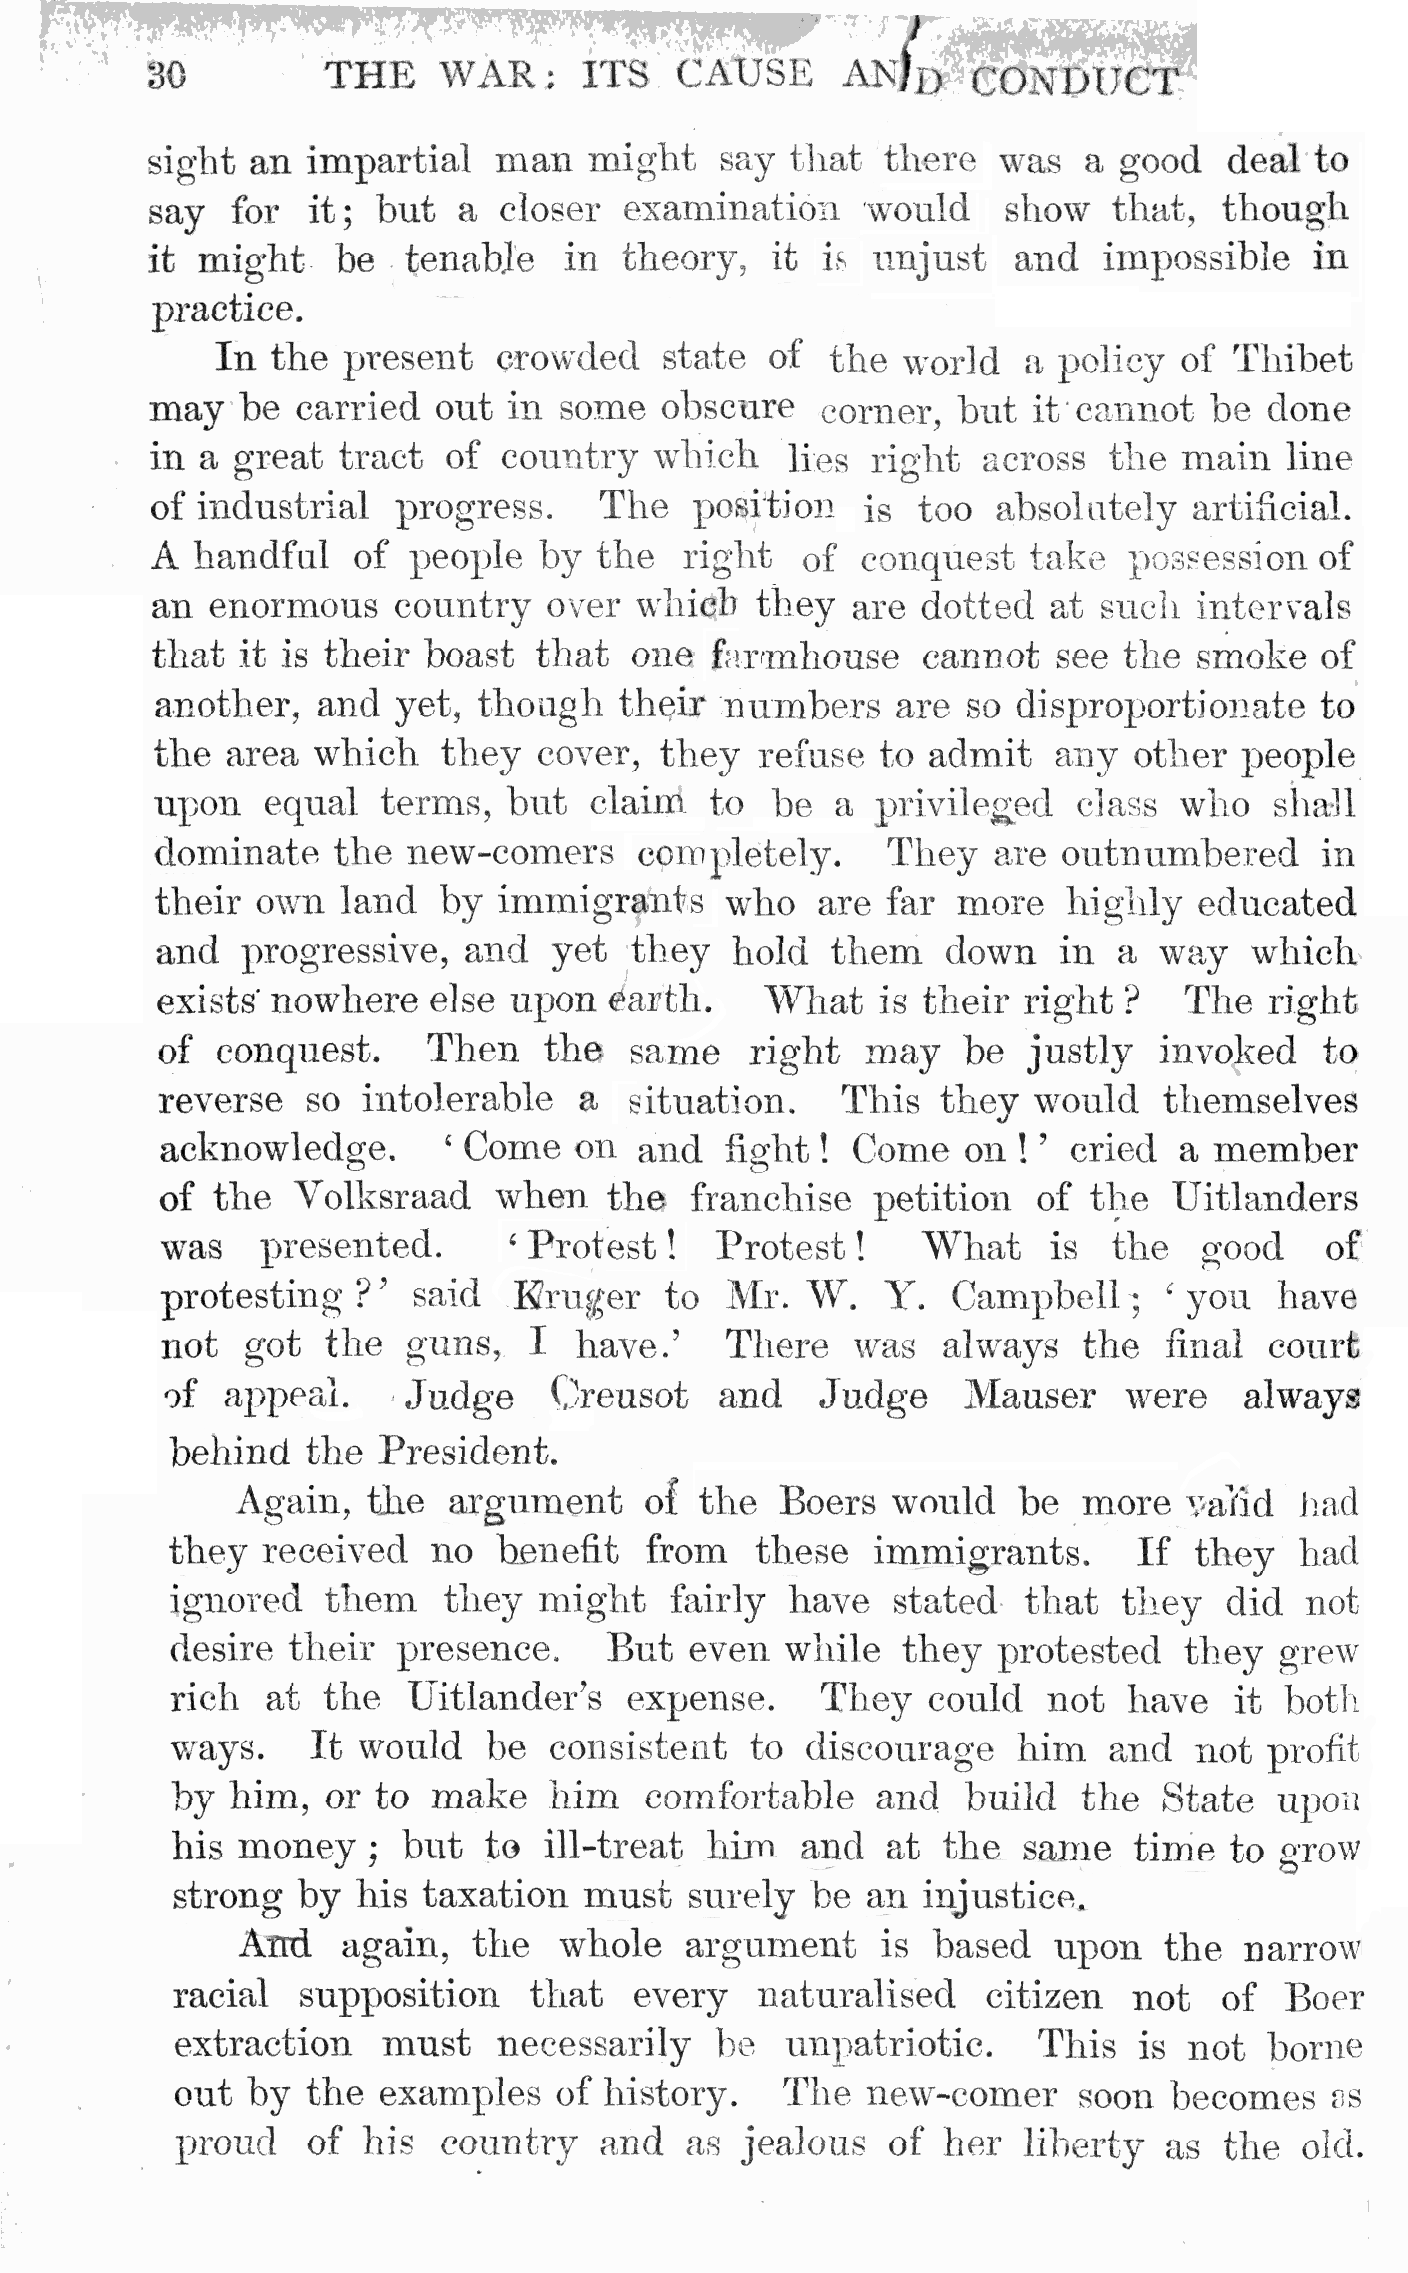 30 THE WAR: ITS CAUSE AND CONDUCT
sight an impartial man might say that there was a good deal to
say for it; but a closer examination would show that, though
it might be tenable in theory, it is unjust and impossible in
practice.
In the present crowded state of the world a policy of Thibet
may be carried out in some obscure corner, but it cannot be done
in a great tract of country which lies right across the main line
of industrial progress. The position is too absolutely artificial.
A handful of people by the right of conquest take possession of
an enormous country over which they are dotted at such intervals
that it is their boast that one farmhouse cannot see the smoke of
another, and yet, though their numbers are so disproportionate to
the area which they cover, they refuse to admit any other people
upon equal terms, but claim to be a privileged class who shall
dominate the new-comers completely. They are outnumbered in
their own land by immigrants who are far more highly educated
and progressive, and yet they hold them down in a way which
exists nowhere else upon earth. What is their right? The right
of conquest. Then the same right may be justly invoked to
reverse so intolerable a situation. This they would themselves
acknowledge. ‘Come on and fight! Come on!’ cried a member
of the Volksraad when the franchise petition of the Uitlanders
was presented. ‘Protest! Protest! What is the good of
protesting?’ said Kruger to Mr. W. Y. Campbell; ‘you have
not got the guns, I have.’ There was always the final court
of appeal. Judge Creusot and Judge Mauser were always
behind the President.
Again, the argument of the Boers would be more valid had
they received no benefit from these immigrants. If they had
ignored them they might fairly have stated that they did not
desire their presence. But even while they protested they grew
rich at the Uitlander's expense. They could not have it both
ways. It would be consistent to discourage him and not profit
by him, or to make him comfortable and build the State upon
his money; but to ill-treat him and at the same time to grow
strong by his taxation must surely be an injustice.
And again, the whole argument is based upon the narrow
racial supposition that every naturalised citizen not of Boer
extraction must necessarily be unpatriotic. This is not borne
out by the examples of history. The new-comer soon becomes as
proud of his country and as jealous of her liberty as the old.